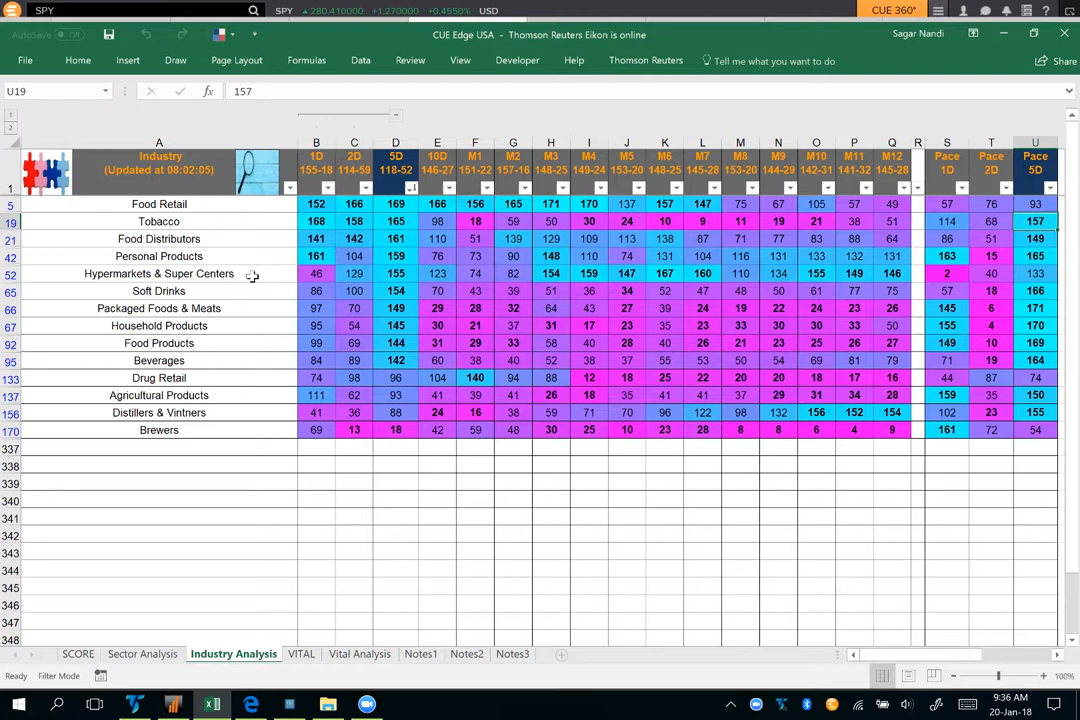 SPY SPY 280.410000 +1.270000 +0.4550% USD CUE 360°
AutoSave Off CUE Edge USA - Thomson Reuters Eikon is online Sagar Nandi
File Home Insert Draw Page Layout Formulas Data Review View Developer Help Thomson Reuters Tell me what you want to do Share
U19 fx 157
1
2
A B C D E F G H I J K L M N O P Q R S T U
Industry 1D 2D 5D 10D M1 M2 M3 M4 M5 M6 M7 M8 M9 M10 M11 M12 Pace Pace Pace
(Updated at 08:02:05) 155-18 114-59 118-52 146-27 151-22 157-16 148-25 149-24 153-20 148-25 145-28 153-20 144-29 142-31 141-32 145-28 1D 2D 5D
1
5 Food Retail 152 166 169 166 156 165 171 170 137 157 147 75 67 105 57 49 57 76 93
19 Tobacco 168 158 165 98 18 59 50 30 24 10 9 11 19 21 38 51 114 68 157
21 Food Distributors 141 142 161 110 51 139 129 109 113 138 87 77 83 88 64 86 51 149
42 Personal Products 161 104 159 76 73 90 148 110 74 131 104 116 131 133 132 131 163 15 165
52 Hypermarkets & Super Centers 46 129 155 123 74 82 154 159 147 167 160 110 134 155 149 146 2 40 133
65 Soft Drinks 86 100 154 70 43 39 51 36 34 52 47 48 50 61 75 71 57 18 166
66 Packaged Foods & Meats 97 70 149 29 28 32 64 43 27 39 24 19 22 24 23 26 145 6 171
67 Household Products 95 54 145 30 21 37 31 17 23 35 23 33 30 30 33 50 155 4 170
92 Food Products 99 69 144 31 29 33 58 40 28 40 26 21 23 25 26 27 149 10 169
95 Beverages 84 89 142 60 38 40 52 38 37 55 53 50 54 69 81 79 71 19 164
133 Drug Retail 74 98 96 104 140 94 88 12 18 25 22 20 20 18 17 16 44 87 74
137 Agricultural Products 111 62 93 41 39 41 26 18 35 41 41 37 29 31 34 28 159 35 150
156 Distillers & Vintners 41 36 88 24 16 38 59 71 70 96 122 98 132 156 152 154 102 23 155
170 Brewers 69 13 18 42 59 48 30 25 10 23 28 8 8 6 4 9 161 72 54
337
338
339
340
341
342
343
344
345
346
347
348
SCORE Sector Analysis Industry Analysis VITAL Vital Analysis Notes1 Notes2 Notes3
Ready Filter Mode 100%
9:36 AM
20-Jan-18